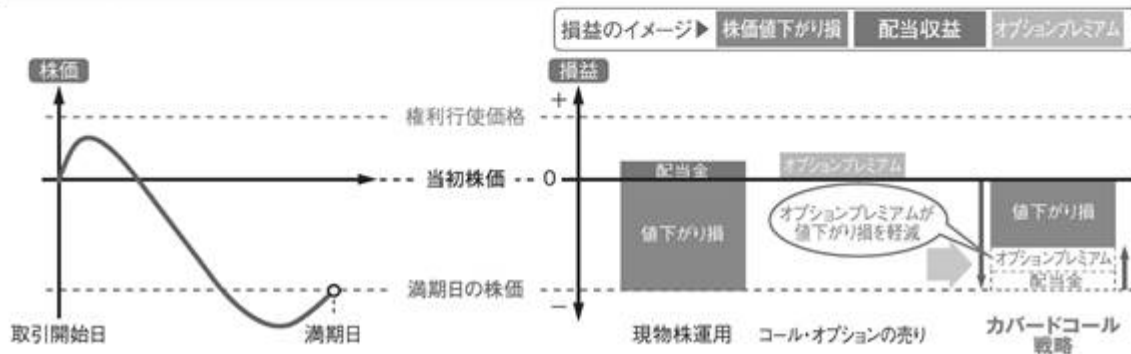 損益のイメージ▶ 株価値下がり損 配当収益 オプションプレミアム
株価
損益
+
権利行使価格
当初株価
0
配当金
オプションプレミアム
値下がり損
オプションプレミアムが
値下がり損を軽減
値下がり損
オプションプレミアム
配当金
満期日の株価
−
取引開始日
満期日
現物株運用
コール・オプションの売り
カバードコール
戦略